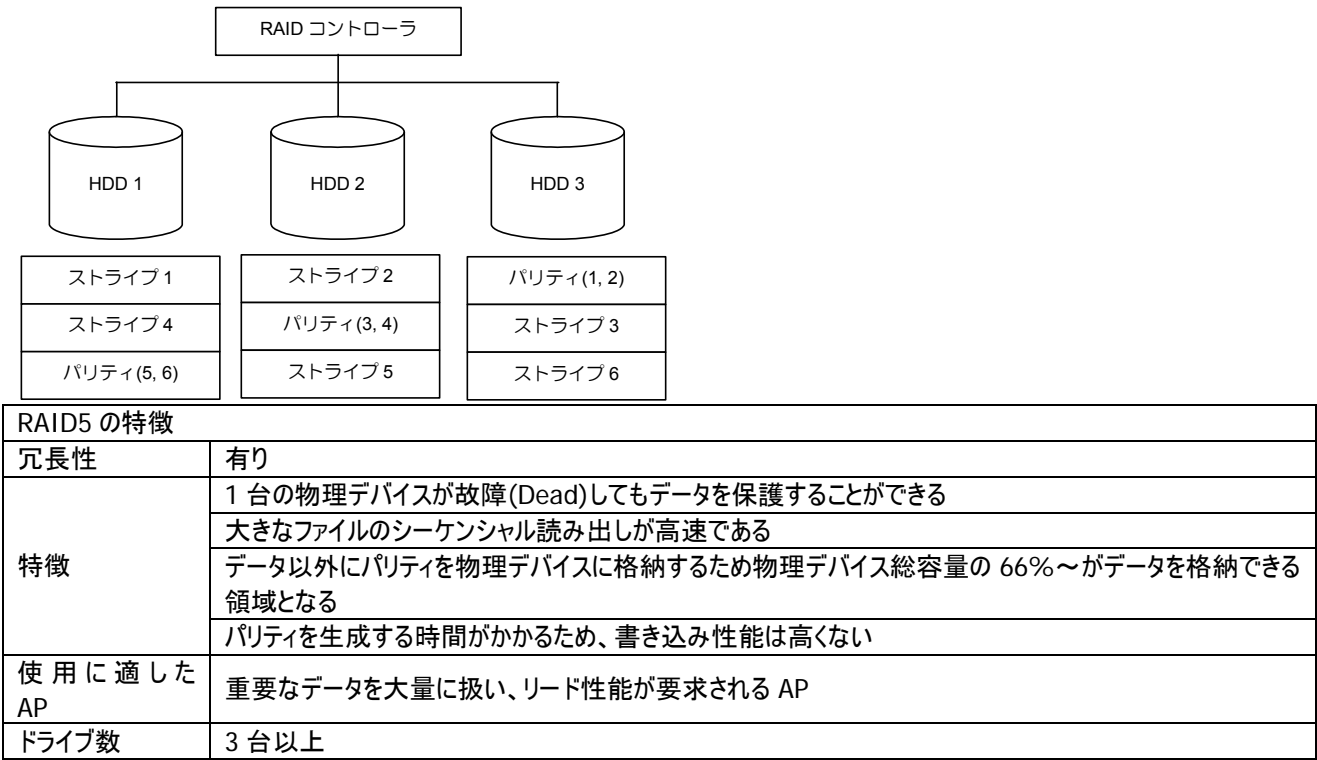 RAID コントローラ
HDD 1
HDD 2
HDD 3
ストライプ 1
ストライプ 2
パリティ(1, 2)
ストライプ 4
パリティ(3, 4)
ストライプ 3
パリティ(5, 6)
ストライプ 5
ストライプ 6
RAID5 の特徴
冗長性
有り
特徴
1 台の物理デバイスが故障(Dead)してもデータを保護することができる
大きなファイルのシーケンシャル読み出しが高速である
データ以外にパリティを物理デバイスに格納するため物理デバイス総容量の 66%～がデータを格納できる
領域となる
パリティを生成する時間がかかるため、書き込み性能は高くない
使用に適した
AP
重要なデータを大量に扱い、リード性能が要求される AP
ドライブ数
3 台以上